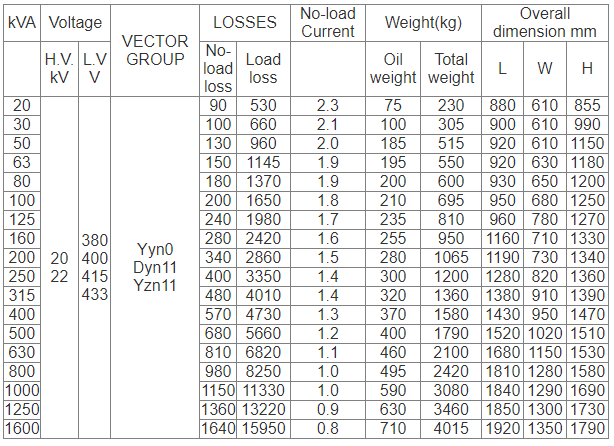 kVA Voltage VECTOR GROUP LOSSES No-load Current Weight(kg) Overall dimension mm
H.V. kV L.V V No-load loss Load loss Oil weight Total weight L W H
20 90 530 2.3 75 230 880 610 855
30 100 660 2.1 100 305 900 610 990
50 130 960 2.0 185 515 920 610 1150
63 150 1145 1.9 195 550 920 630 1180
80 180 1370 1.9 200 600 930 650 1200
100 200 1650 1.8 210 695 950 680 1250
125 240 1980 1.7 235 810 960 780 1270
160 380 280 2420 1.6 255 950 1160 710 1330
200 20 400 Yyn0 340 2860 1.5 280 1065 1190 730 1340
250 22 415 Dyn11 400 3350 1.4 300 1200 1280 820 1360
315 433 Yzn11 480 4010 1.4 320 1360 1380 910 1390
400 570 4730 1.3 370 1580 1430 950 1470
500 680 5660 1.2 400 1790 1520 1020 1510
630 810 6820 1.1 460 2100 1680 1150 1530
800 980 8250 1.0 495 2420 1810 1280 1580
1000 1150 11330 1.0 590 3080 1840 1290 1690
1250 1360 13220 0.9 630 3460 1850 1300 1730
1600 1640 15950 0.8 710 4015 1920 1350 1790